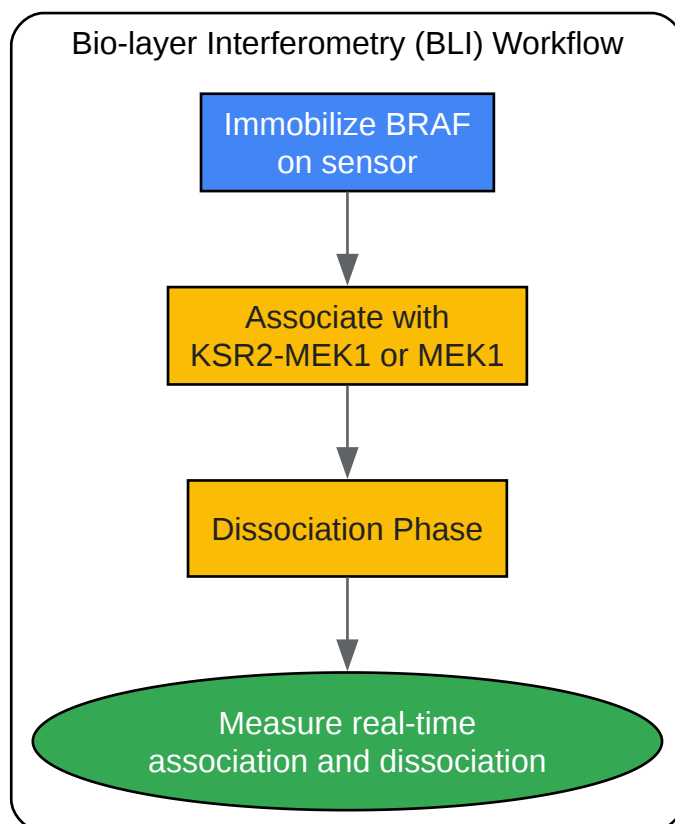 Bio-layer Interferometry (BLI) Workflow
Immobilize BRAF
on sensor
Associate with
KSR2-MEK1 or MEK1
Dissociation Phase
Measure real-time
association and dissociation